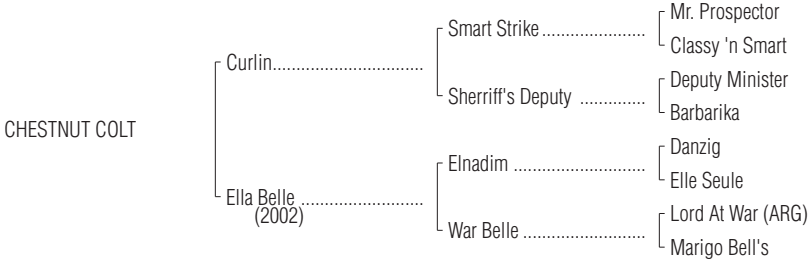 Mr. Prospector
Smart Strike ......................
Classy 'n Smart
Curlin...............................
Deputy Minister
Sherriff's Deputy ..............
Barbarika
CHESTNUT COLT
Danzig
Elnadim ............................
Elle Seule
Ella Belle .........................
(2002)
Lord At War (ARG)
War Belle .........................
Marigo Bell's